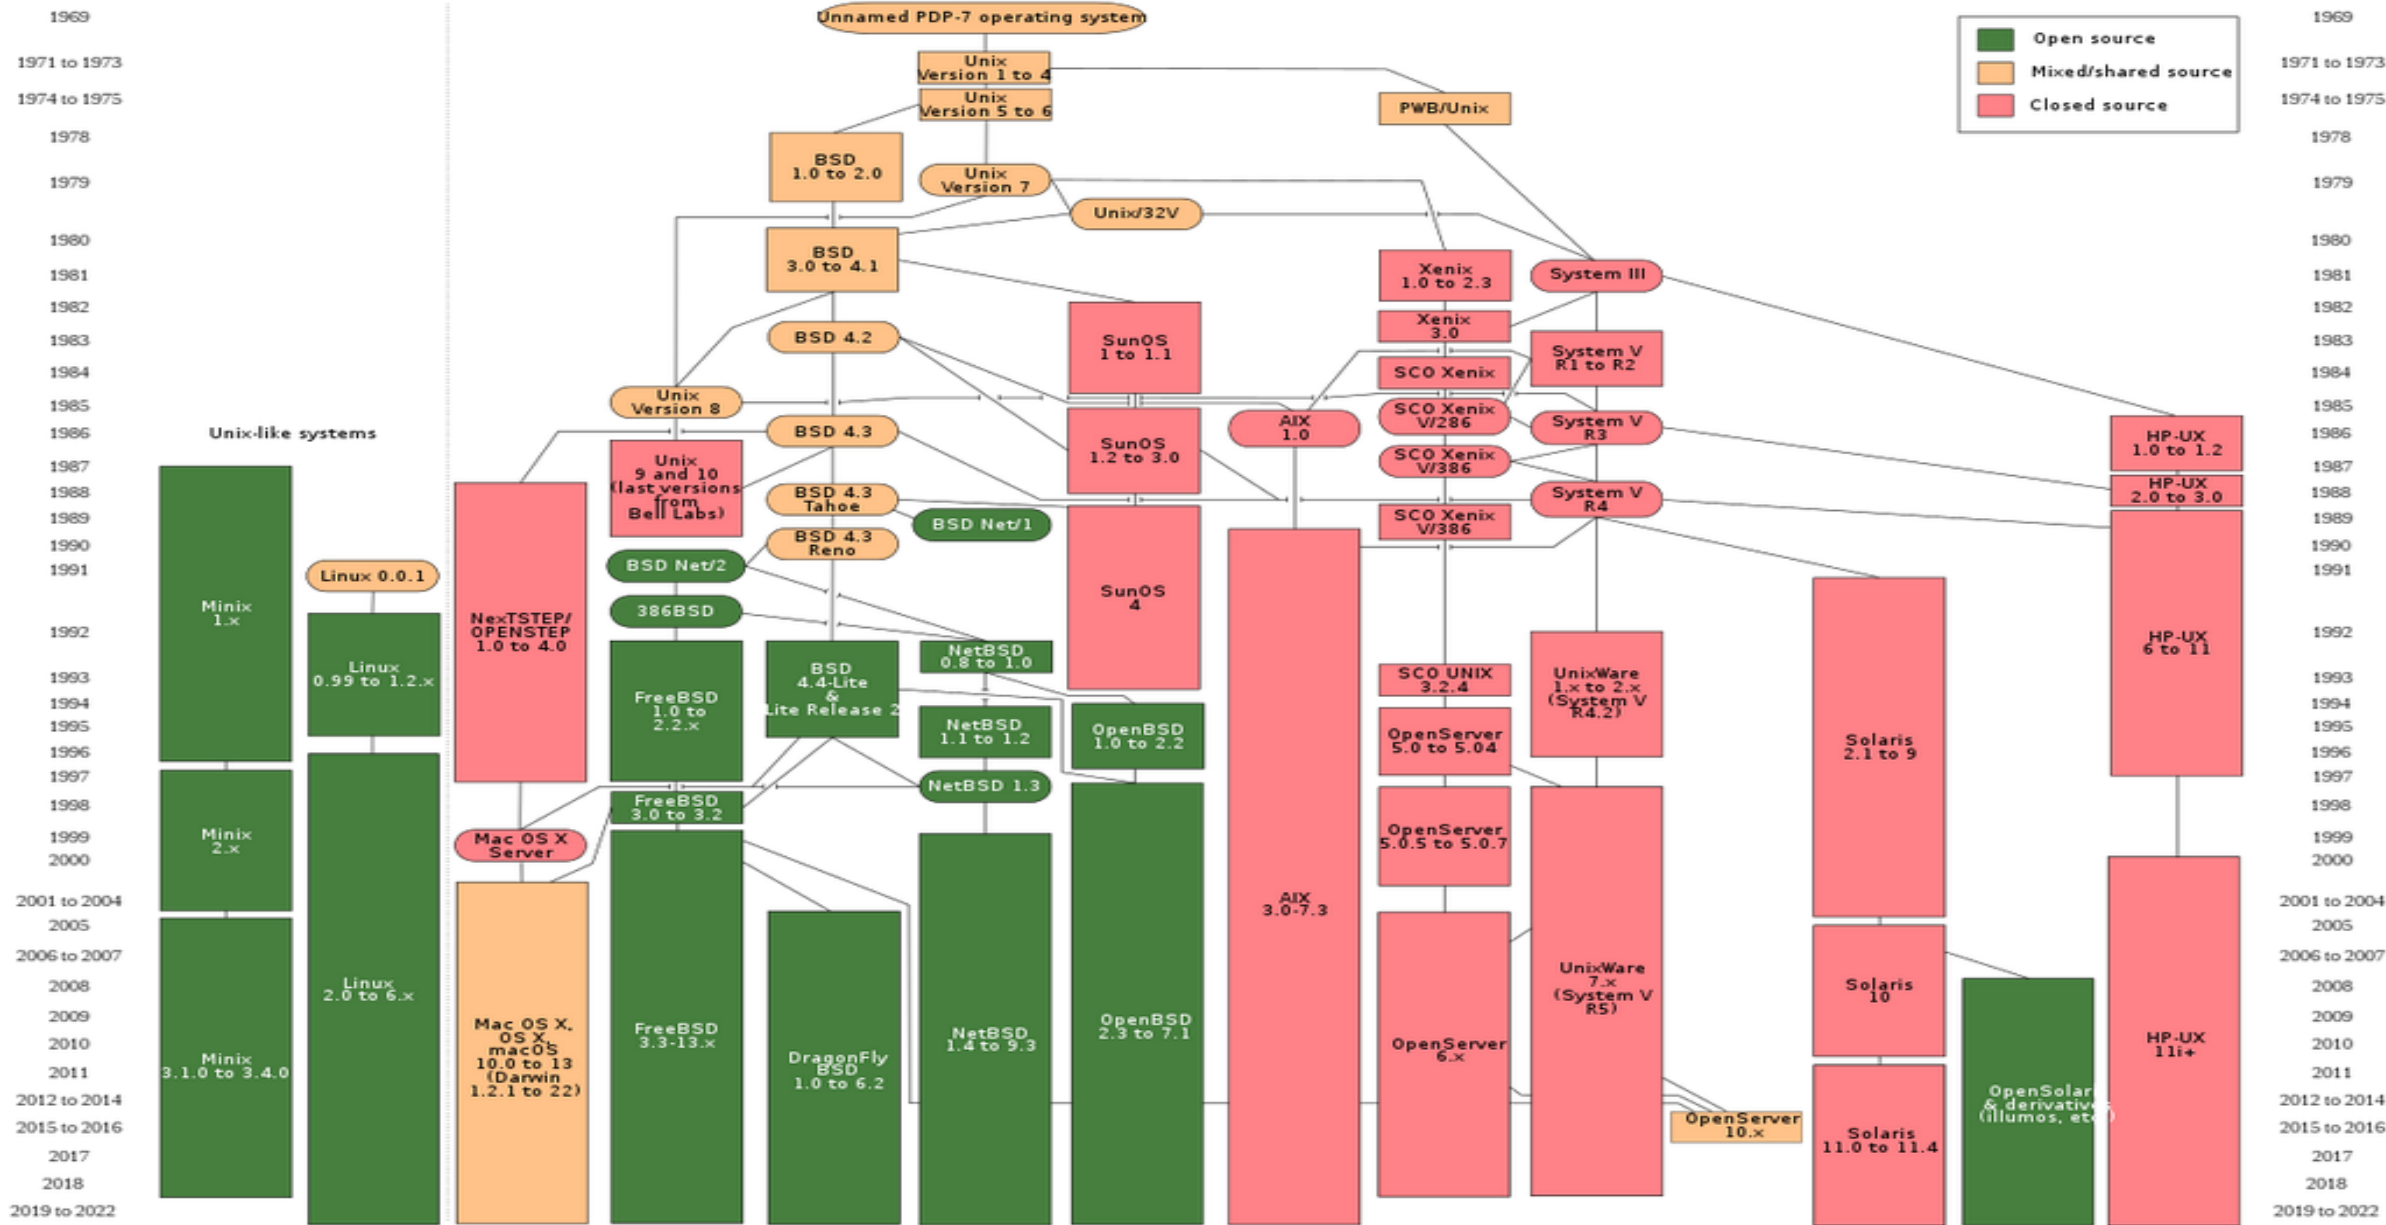 1969
1971 to 1973
1974 to 1975
1978
1979
1980
1981
1982
1983
1984
1985
1986
1987
1988
1989
1990
1991
1992
1993
1994
1995
1996
1997
1998
1999
2000
2001 to 2004
2005
2006 to 2007
2008
2009
2010
2011
2012 to 2014
2015 to 2016
2017
2018
2019 to 2022
Unix-like systems
Minix
1.x
Minix
2.x
Minix
3.1.0 to 3.4.0
Linux 0.0.1
Linux
0.99 to 1.2.x
Linux
2.0 to 6.x
NexTSTEP/
OPENSTEP
1.0 to 4.0
Mac OS X
Server
Mac OS X,
OS X,
macOS
10.0 to 13
(Darwin
1.2.1 to 22)
Unnamed PDP-7 operating system
Unix
Version 1 to 4
Unix
Version 5 to 6
Unix
Version 7
Unix/32V
PWB/Unix
BSD
1.0 to 2.0
BSD
3.0 to 4.1
BSD 4.2
Unix
Version 8
BSD 4.3
Unix
9 and 10
(last versions
from
Bell Labs)
BSD 4.3
Tahoe
BSD 4.3
Reno
BSD Net/1
BSD Net/2
386BSD
FreeBSD
1.0 to
2.2.x
FreeBSD
3.0 to 3.2
FreeBSD
3.3-13.x
BSD
4.4-Lite
&
Lite Release 2
DragonFly
BSD
1.0 to 6.2
NetBSD
0.8 to 1.0
NetBSD
1.1 to 1.2
NetBSD 1.3
NetBSD
1.4 to 9.3
SunOS
1 to 1.1
SunOS
1.2 to 3.0
SunOS
4
OpenBSD
1.0 to 2.2
OpenBSD
2.3 to 7.1
AIX
1.0
AIX
3.0-7.3
Xenix
1.0 to 2.3
Xenix
3.0
SCO Xenix
SCO Xenix
V/286
SCO Xenix
V/386
SCO Xenix
V/386
SCO UNIX
3.2.4
OpenServer
5.0 to 5.04
OpenServer
5.0.5 to 5.0.7
OpenServer
6.x
System III
System V
R1 to R2
System V
R3
System V
R4
UnixWare
1.x to 2.x
(System V
R4.2)
UnixWare
7.x
(System V
R5)
OpenServer
10.x
Solaris
2.1 to 9
Solaris
10
Solaris
11.0 to 11.4
OpenSolari
& derivatives
(illumos, etc.)
HP-UX
1.0 to 1.2
HP-UX
2.0 to 3.0
HP-UX
6 to 11
HP-UX
11i+
Open source
Mixed/shared source
Closed source
1969
1971 to 1973
1974 to 1975
1978
1979
1980
1981
1982
1983
1984
1985
1986
1987
1988
1989
1990
1991
1992
1993
1994
1995
1996
1997
1998
1999
2000
2001 to 2004
2005
2006 to 2007
2008
2009
2010
2011
2012 to 2014
2015 to 2016
2017
2018
2019 to 2022